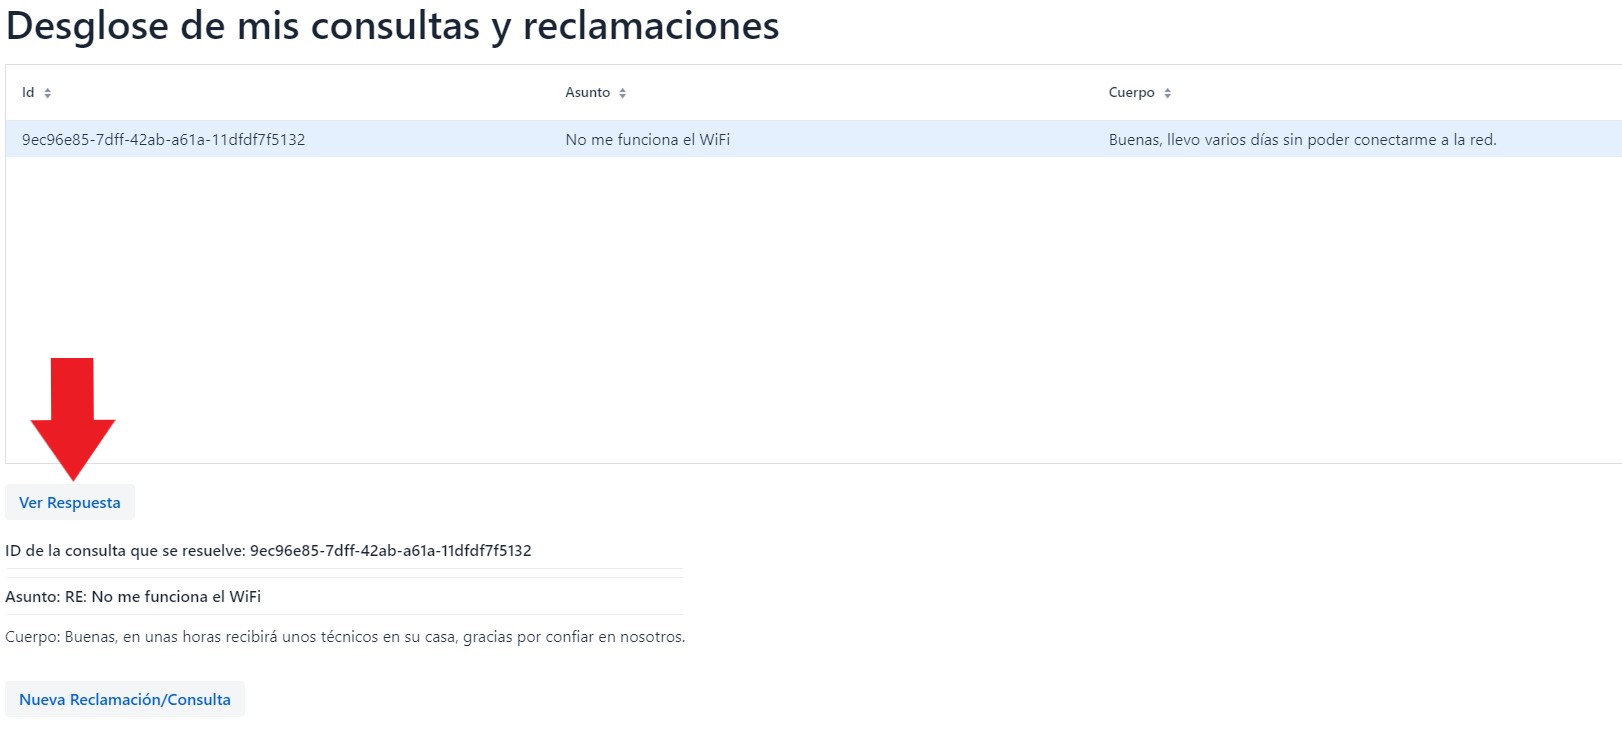 Desglose de mis consultas y reclamaciones
Id Asunto Cuerpo
9ec96e85-7dff-42ab-a61a-11dfdf7f5132 No me funciona el WiFi Buenas, llevo varios días sin poder conectarme a la red.
Ver Respuesta
ID de la consulta que se resuelve: 9ec96e85-7dff-42ab-a61a-11dfdf7f5132
Asunto: RE: No me funciona el WiFi
Cuerpo: Buenas, en unas horas recibirá unos técnicos en su casa, gracias por confiar en nosotros.
Nueva Reclamación/Consulta